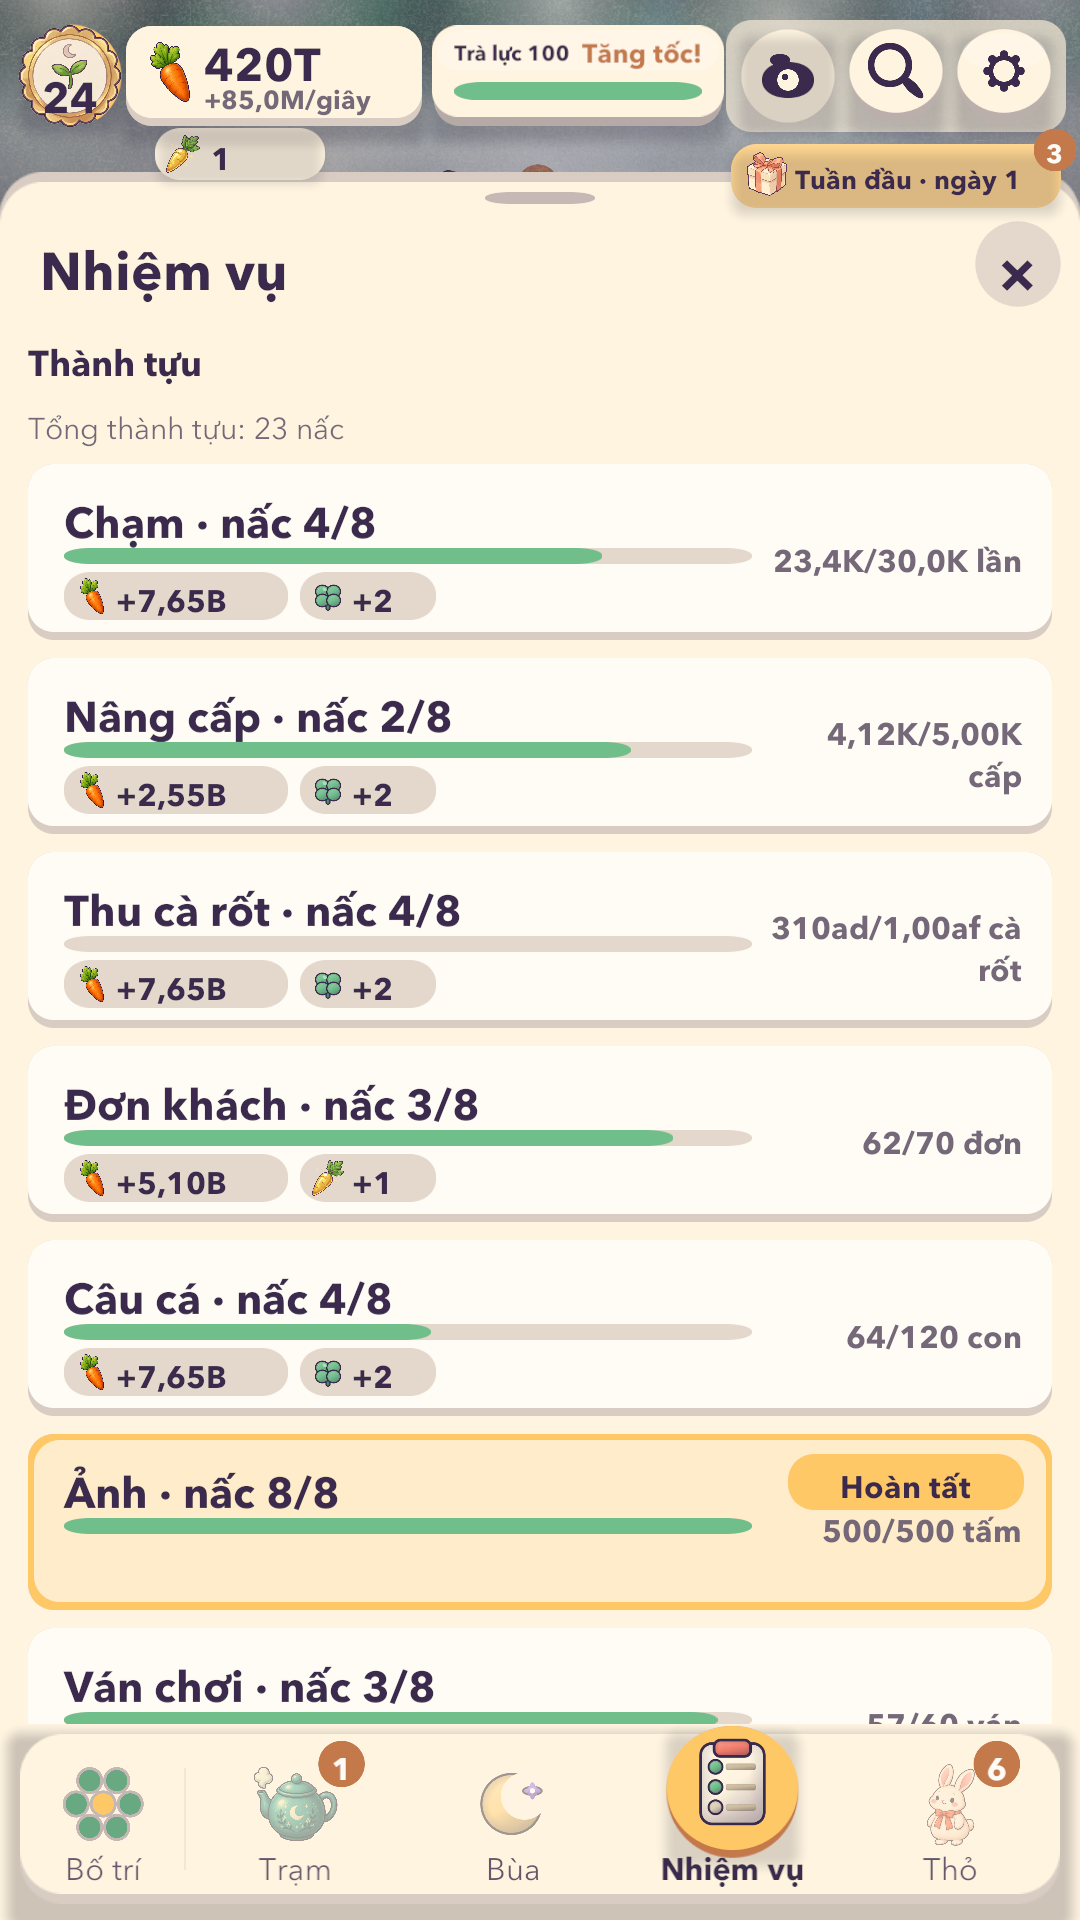 24
420T
+85,0M/giây
Trà lực 100 Tăng tốc!
1
Tuần đầu · ngày 1
3
Nhiệm vụ
Thành tựu
Tổng thành tựu: 23 nấc
Chạm · nấc 4/8
23,4K/30,0K lần
+7,65B
+2
Nâng cấp · nấc 2/8
4,12K/5,00K
cấp
+2,55B
+2
Thu cà rốt · nấc 4/8
310ad/1,00af cà
rốt
+7,65B
+2
Đơn khách · nấc 3/8
62/70 đơn
+5,10B
+1
Câu cá · nấc 4/8
64/120 con
+7,65B
+2
Ảnh · nấc 8/8
Hoàn tất
500/500 tấm
Ván chơi · nấc 3/8
57/60 ván
Bố trí
1
Trạm
Bùa
Nhiệm vụ
6
Thỏ